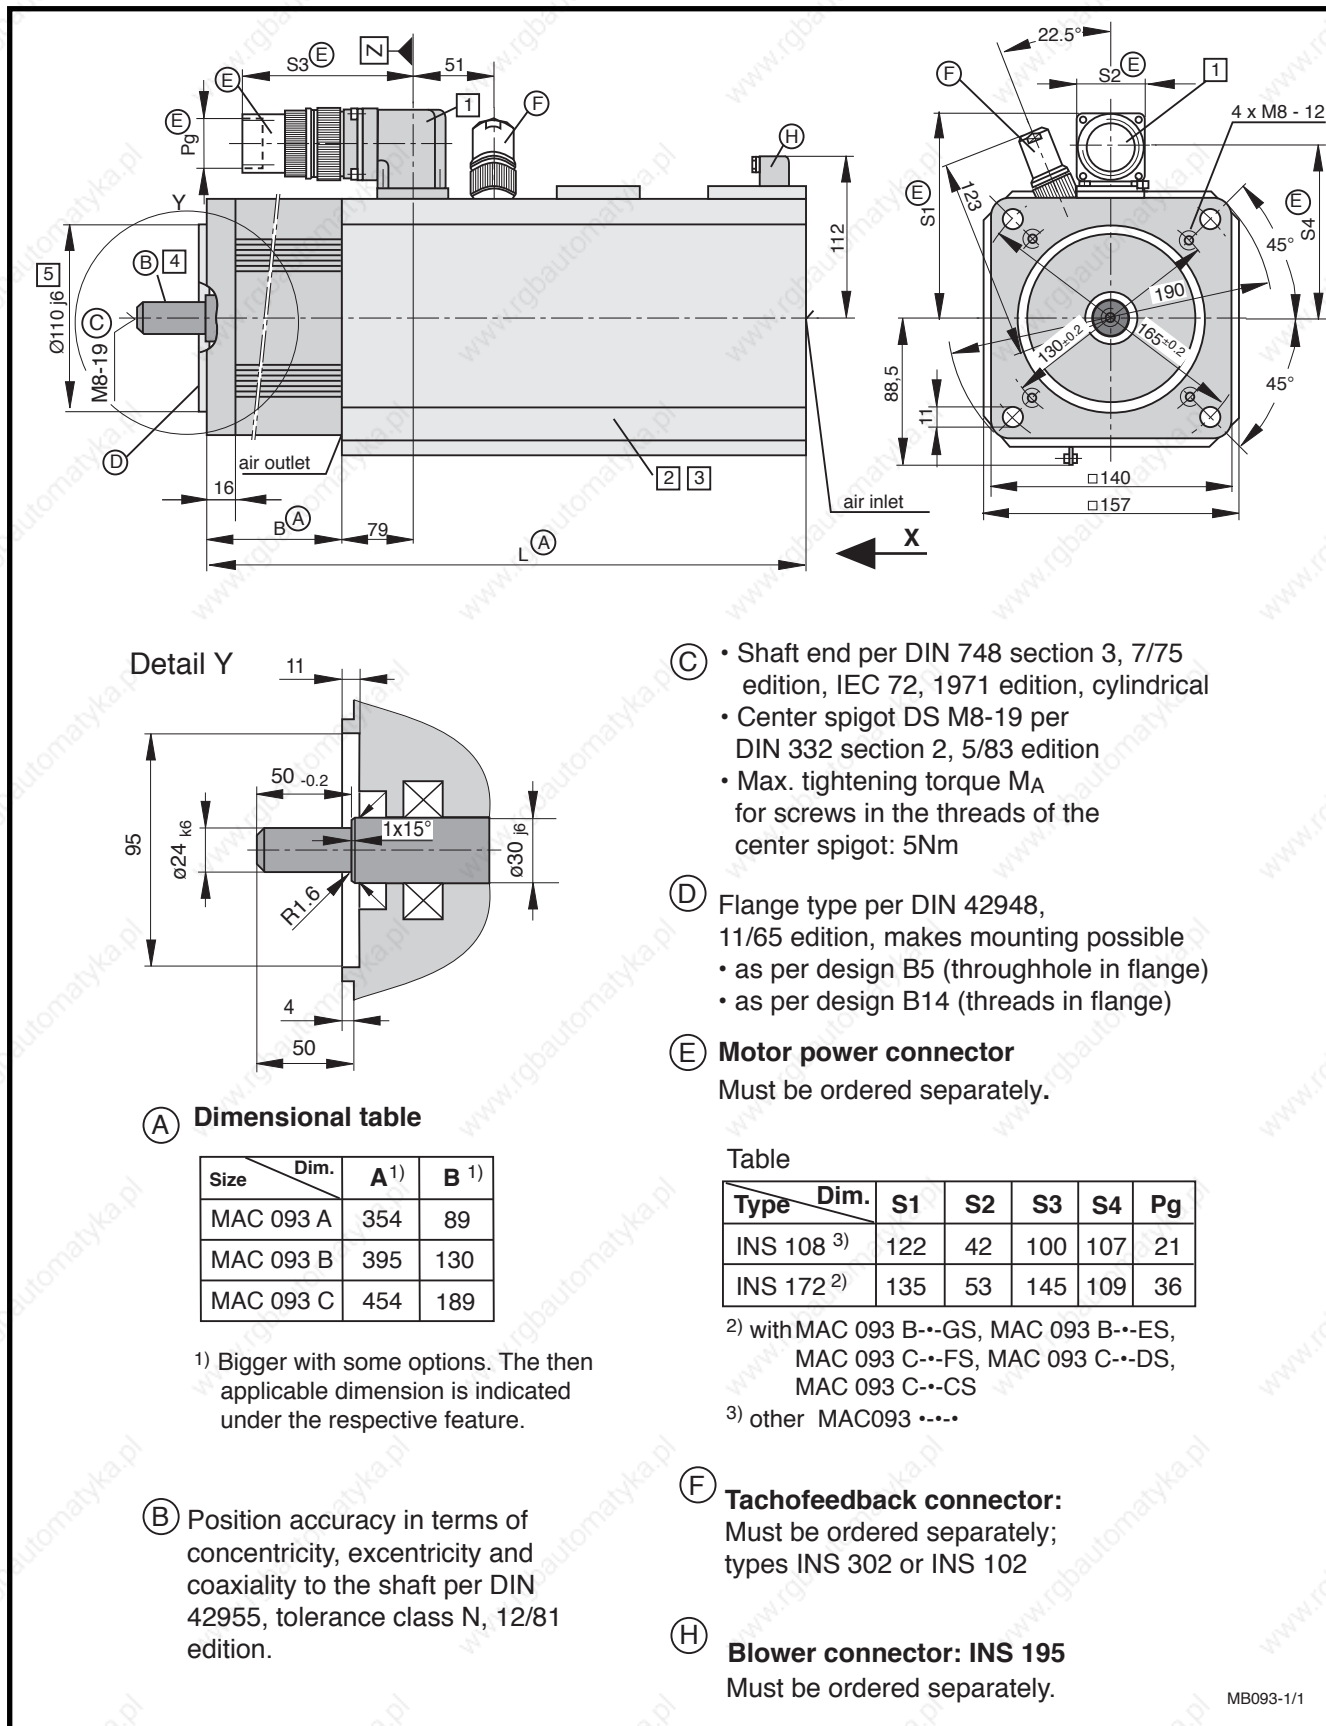 S3 E
Z
51
E
1
F
H
E
Pg
Y
112
5
Ø110 j6
B 4
C
M8-19
D
air outlet
16
B A
79
L A
2 3
air inlet
X
22.5°
F
S2 E
1
4 x M8 - 12
S1 E
123
S4 E
45°
190
130±0.2
165±0.2
88,5
11
45°
□140
□157
Detail Y
11
50 -0.2
95
ø24 k6
1x15°
ø30 j6
R1.6
4
50
C • Shaft end per DIN 748 section 3, 7/75
edition, IEC 72, 1971 edition, cylindrical
• Center spigot DS M8-19 per
DIN 332 section 2, 5/83 edition
• Max. tightening torque MA
for screws in the threads of the
center spigot: 5Nm
D Flange type per DIN 42948,
11/65 edition, makes mounting possible
• as per design B5 (throughhole in flange)
• as per design B14 (threads in flange)
E Motor power connector
Must be ordered separately.
A Dimensional table
Size Dim. A 1) B 1)
MAC 093 A 354 89
MAC 093 B 395 130
MAC 093 C 454 189
1) Bigger with some options. The then
applicable dimension is indicated
under the respective feature.
Table
Type Dim. S1 S2 S3 S4 Pg
INS 108 3) 122 42 100 107 21
INS 172 2) 135 53 145 109 36
2) with MAC 093 B-•-GS, MAC 093 B-•-ES,
MAC 093 C-•-FS, MAC 093 C-•-DS,
MAC 093 C-•-CS
3) other MAC093 •-•-•
B Position accuracy in terms of
concentricity, excentricity and
coaxiality to the shaft per DIN
42955, tolerance class N, 12/81
edition.
F Tachofeedback connector:
Must be ordered separately;
types INS 302 or INS 102
H Blower connector: INS 195
Must be ordered separately.
MB093-1/1
www.rgbautomatyka.pl